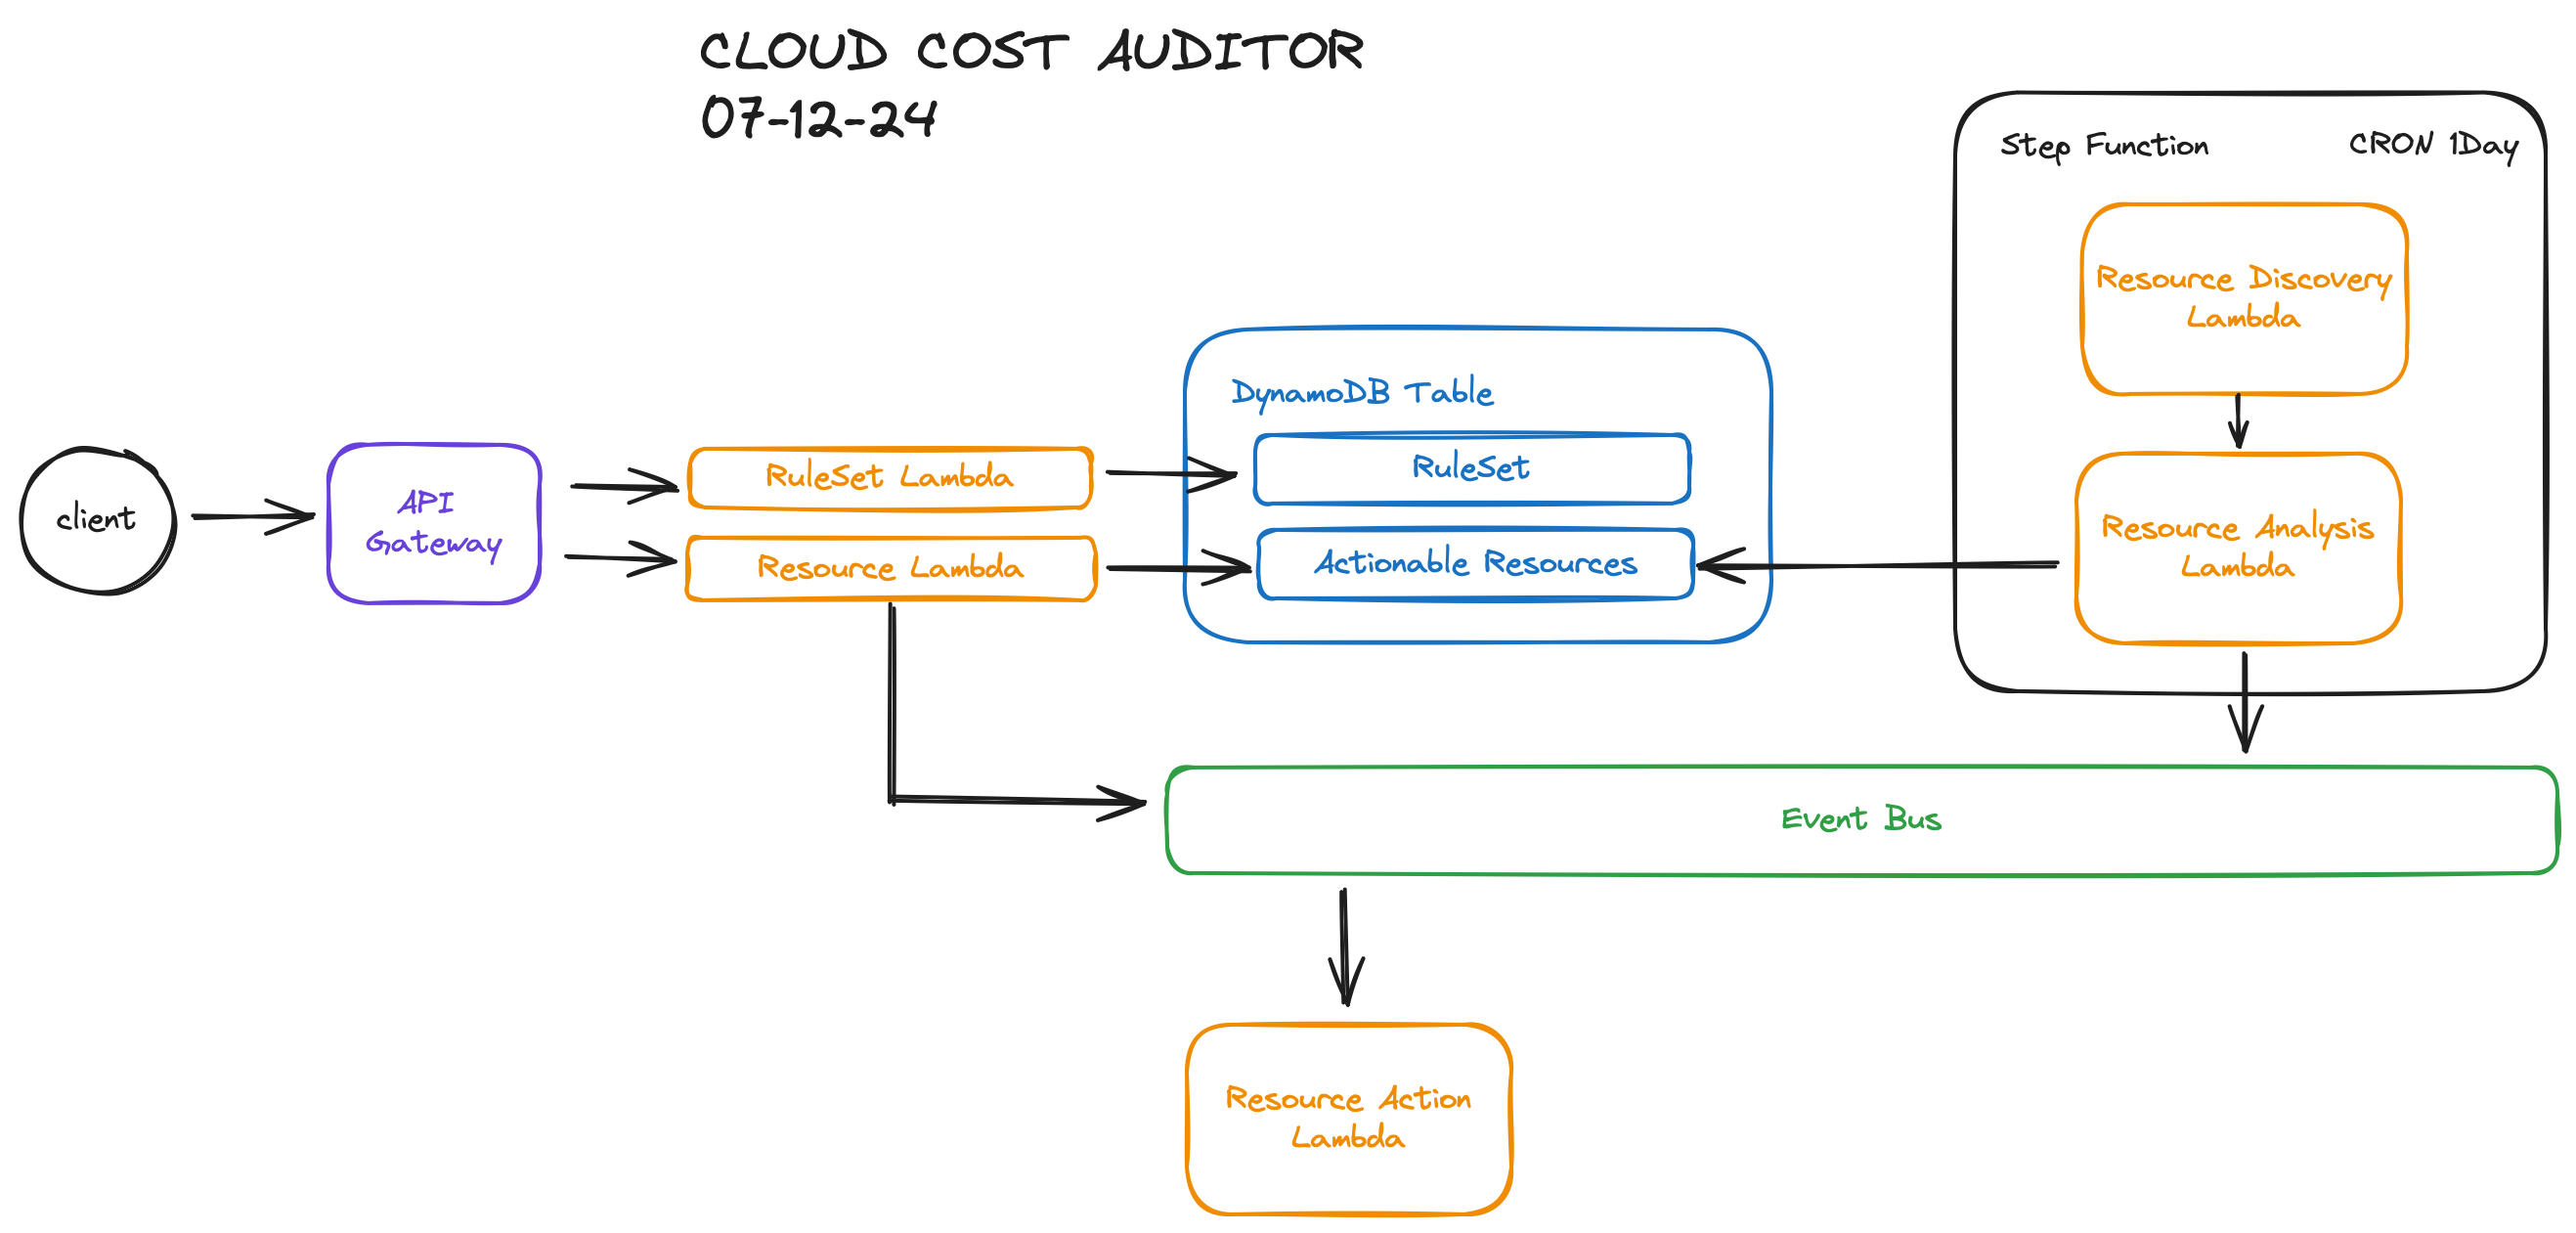 CLOUD COST AUDITOR
07-12-24
Step Function
CRON 1Day
Resource Discovery
Lambda
DynamoDB Table
client
API
Gateway
RuleSet Lambda
RuleSet
Resource Lambda
Actionable Resources
Resource Analysis
Lambda
Event Bus
Resource Action
Lambda